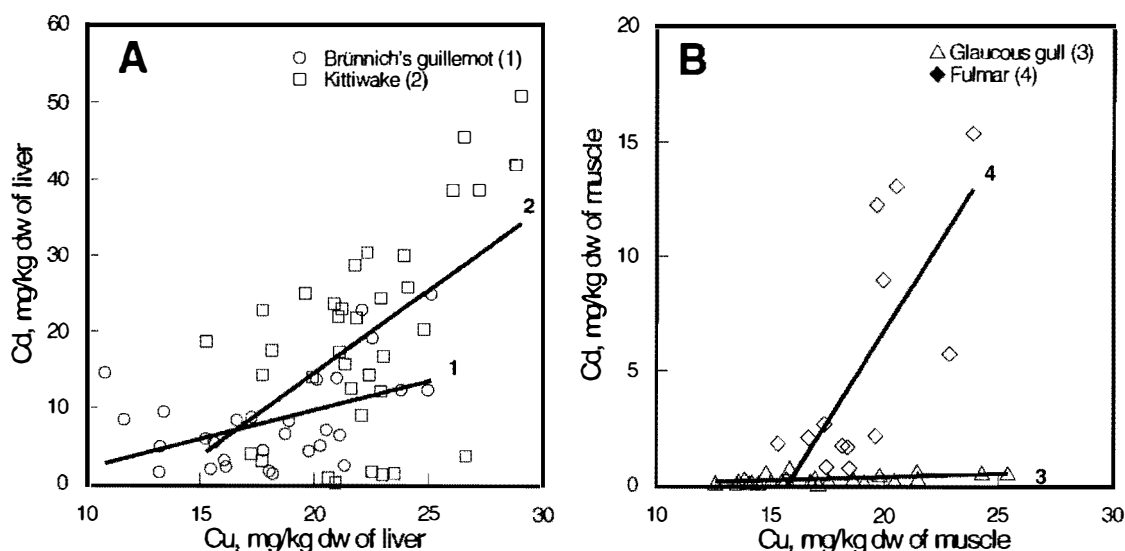 A
Brünnich's guillemot (1)
Kittiwake (2)
60
50
40
30
20
10
0
Cd, mg/kg dw of liver
2
1
10
15
20
25
30
Cu, mg/kg dw of liver
B
Glaucous gull (3)
Fulmar (4)
20
15
10
5
0
Cd, mg/kg dw of muscle
4
3
10
15
20
25
30
Cu, mg/kg dw of muscle